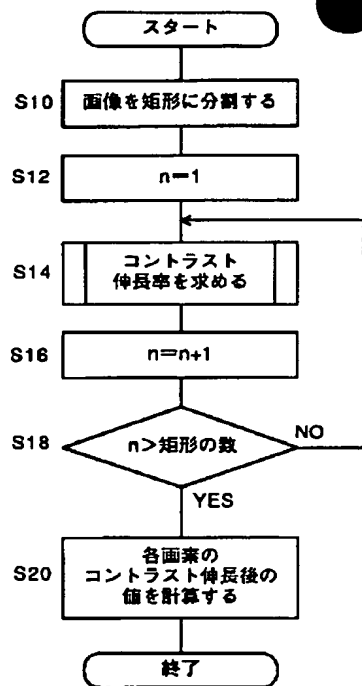 スタート
S10 画像を矩形に分割する
S12 n=1
S14 コントラスト
伸長率を求める
S16 n=n+1
S18 n>矩形の数 NO
YES
S20 各画素の
コントラスト伸長後の
値を計算する
終了